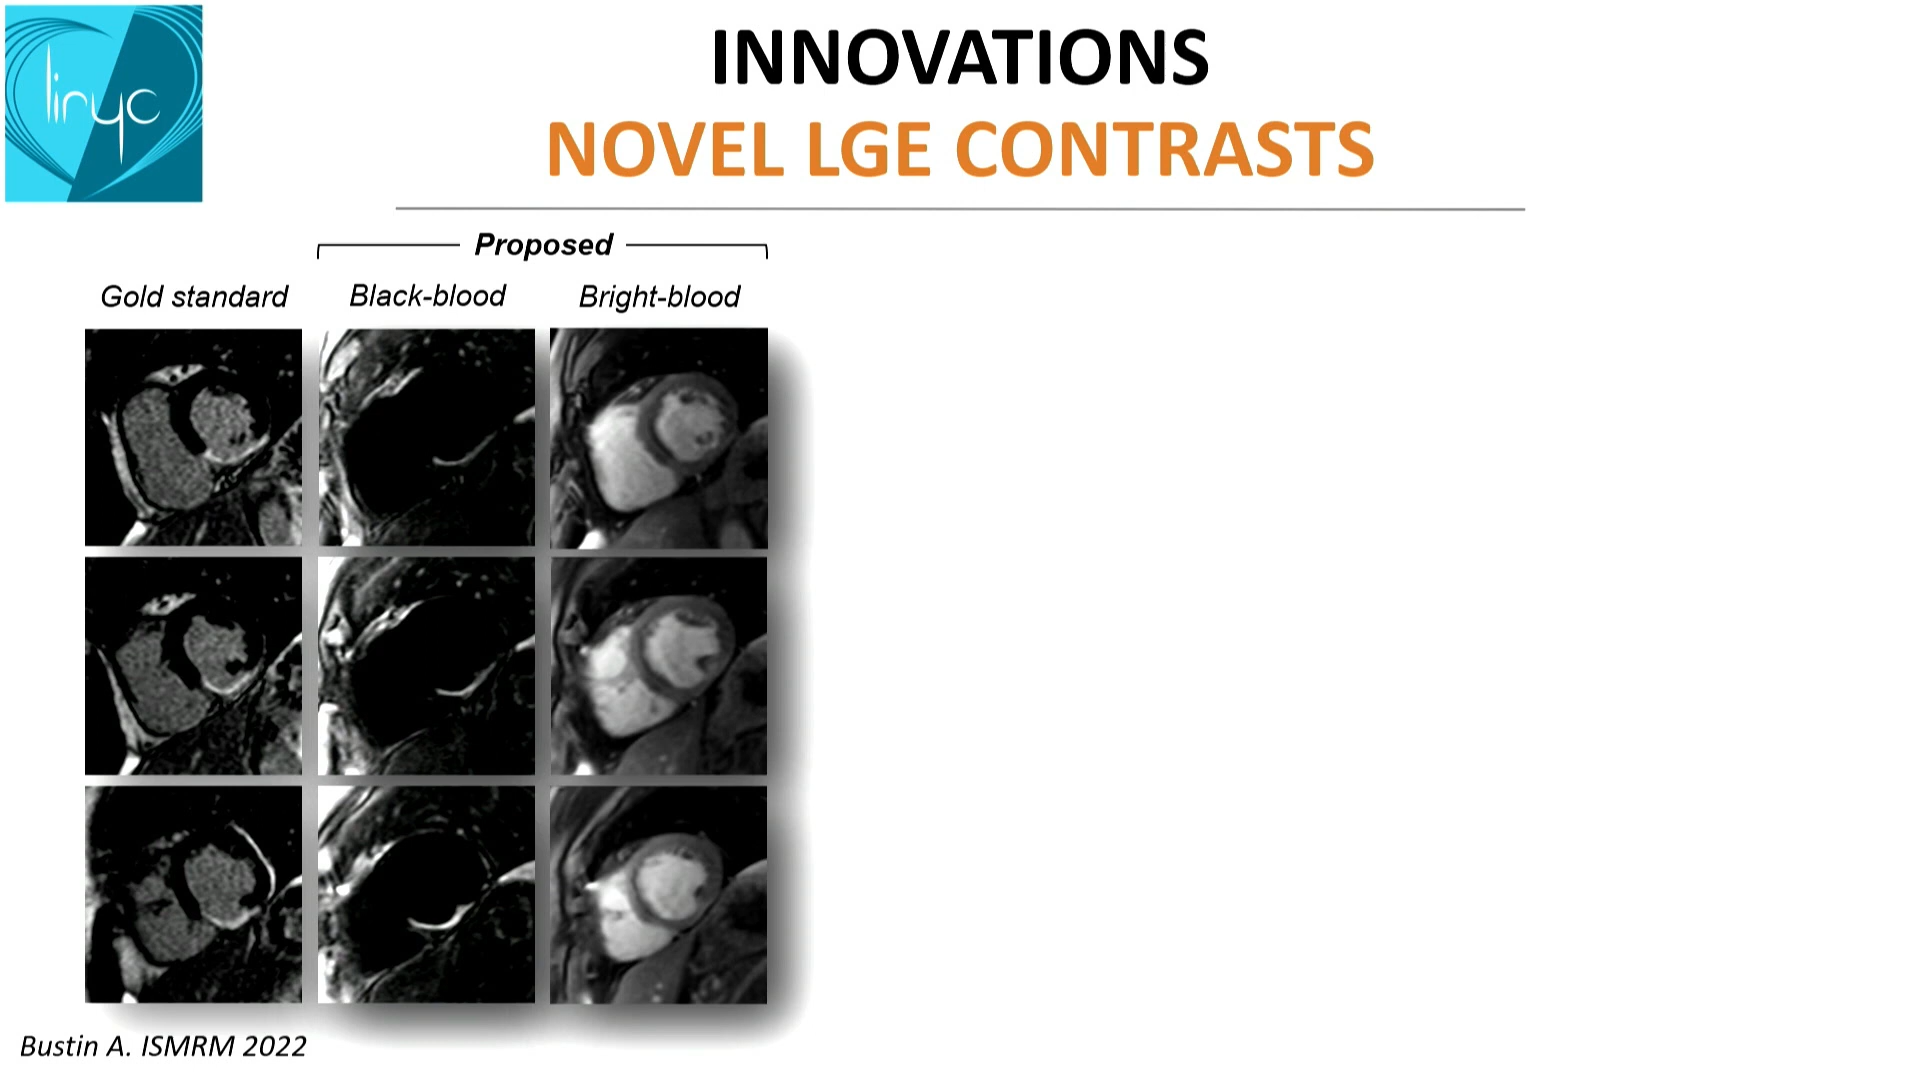 liryc
INNOVATIONS
NOVEL LGE CONTRASTS
Proposed
Gold standard
Black-blood
Bright-blood
Bustin A. ISMRM 2022